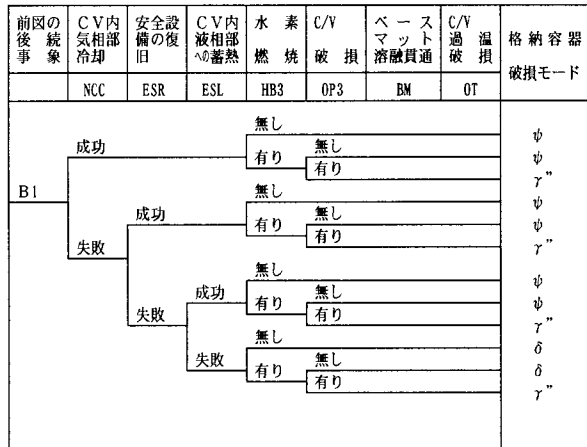 前図の後続事象
CV内気相部冷却
安全設備の復旧
CV内液相部への蓄熱
水素燃焼
C/V破損
ベースマット溶融貫通
C/V過温破損
格納容器破損モード
NCC
ESR
ESL
HB3
OP3
BM
OT
B1
成功
無し
ψ
有り
無し
ψ
有り
γ"
失敗
成功
無し
ψ
有り
無し
ψ
有り
γ"
失敗
成功
無し
ψ
有り
無し
ψ
有り
γ"
失敗
無し
δ
有り
無し
δ
有り
γ"